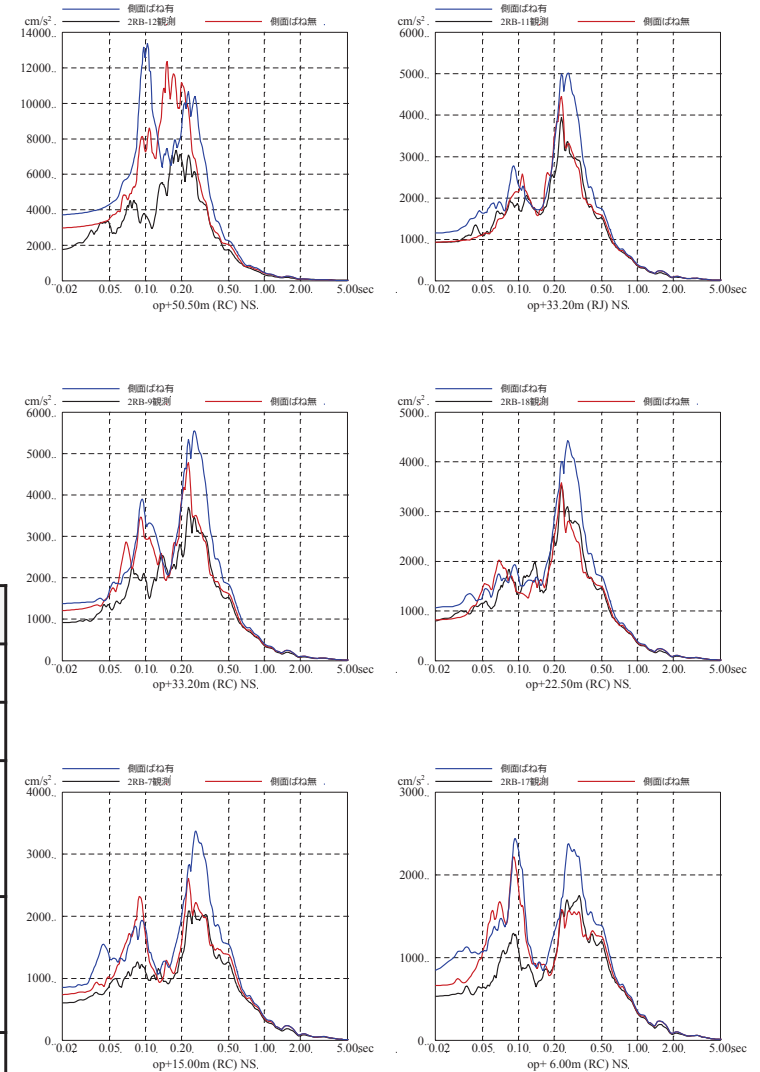 側面ばね有
cm/s². 2RB-12観測 側面ばね無 .
14000..
12000..
10000..
8000..
6000..
4000..
2000..
0..
0.02 0.05. 0.10. 0.20. 0.50. 1.00. 2.00. 5.00sec
op+50.50m (RC) NS.
側面ばね有
cm/s². 2RB-11観測 側面ばね無 .
6000..
5000..
4000..
3000..
2000..
1000..
0..
0.02 0.05. 0.10. 0.20. 0.50. 1.00. 2.00. 5.00sec
op+33.20m (RJ) NS.
側面ばね有
cm/s². 2RB-9観測 側面ばね無 .
6000..
5000..
4000..
3000..
2000..
1000..
0..
0.02 0.05. 0.10. 0.20. 0.50. 1.00. 2.00. 5.00sec
op+33.20m (RC) NS.
側面ばね有
cm/s². 2RB-18観測 側面ばね無 .
5000..
4000..
3000..
2000..
1000..
0..
0.02 0.05. 0.10. 0.20. 0.50. 1.00. 2.00. 5.00sec
op+22.50m (RC) NS.
側面ばね有
cm/s². 2RB-7観測 側面ばね無 .
4000..
3000..
2000..
1000..
0..
0.02 0.05. 0.10. 0.20. 0.50. 1.00. 2.00. 5.00sec
op+15.00m (RC) NS.
側面ばね有
cm/s². 2RB-17観測 側面ばね無
3000..
2000..
1000..
0..
0.02 0.05. 0.10. 0.20. 0.50. 1.00. 2.00. 5.00sec
op+ 6.00m (RC) NS.